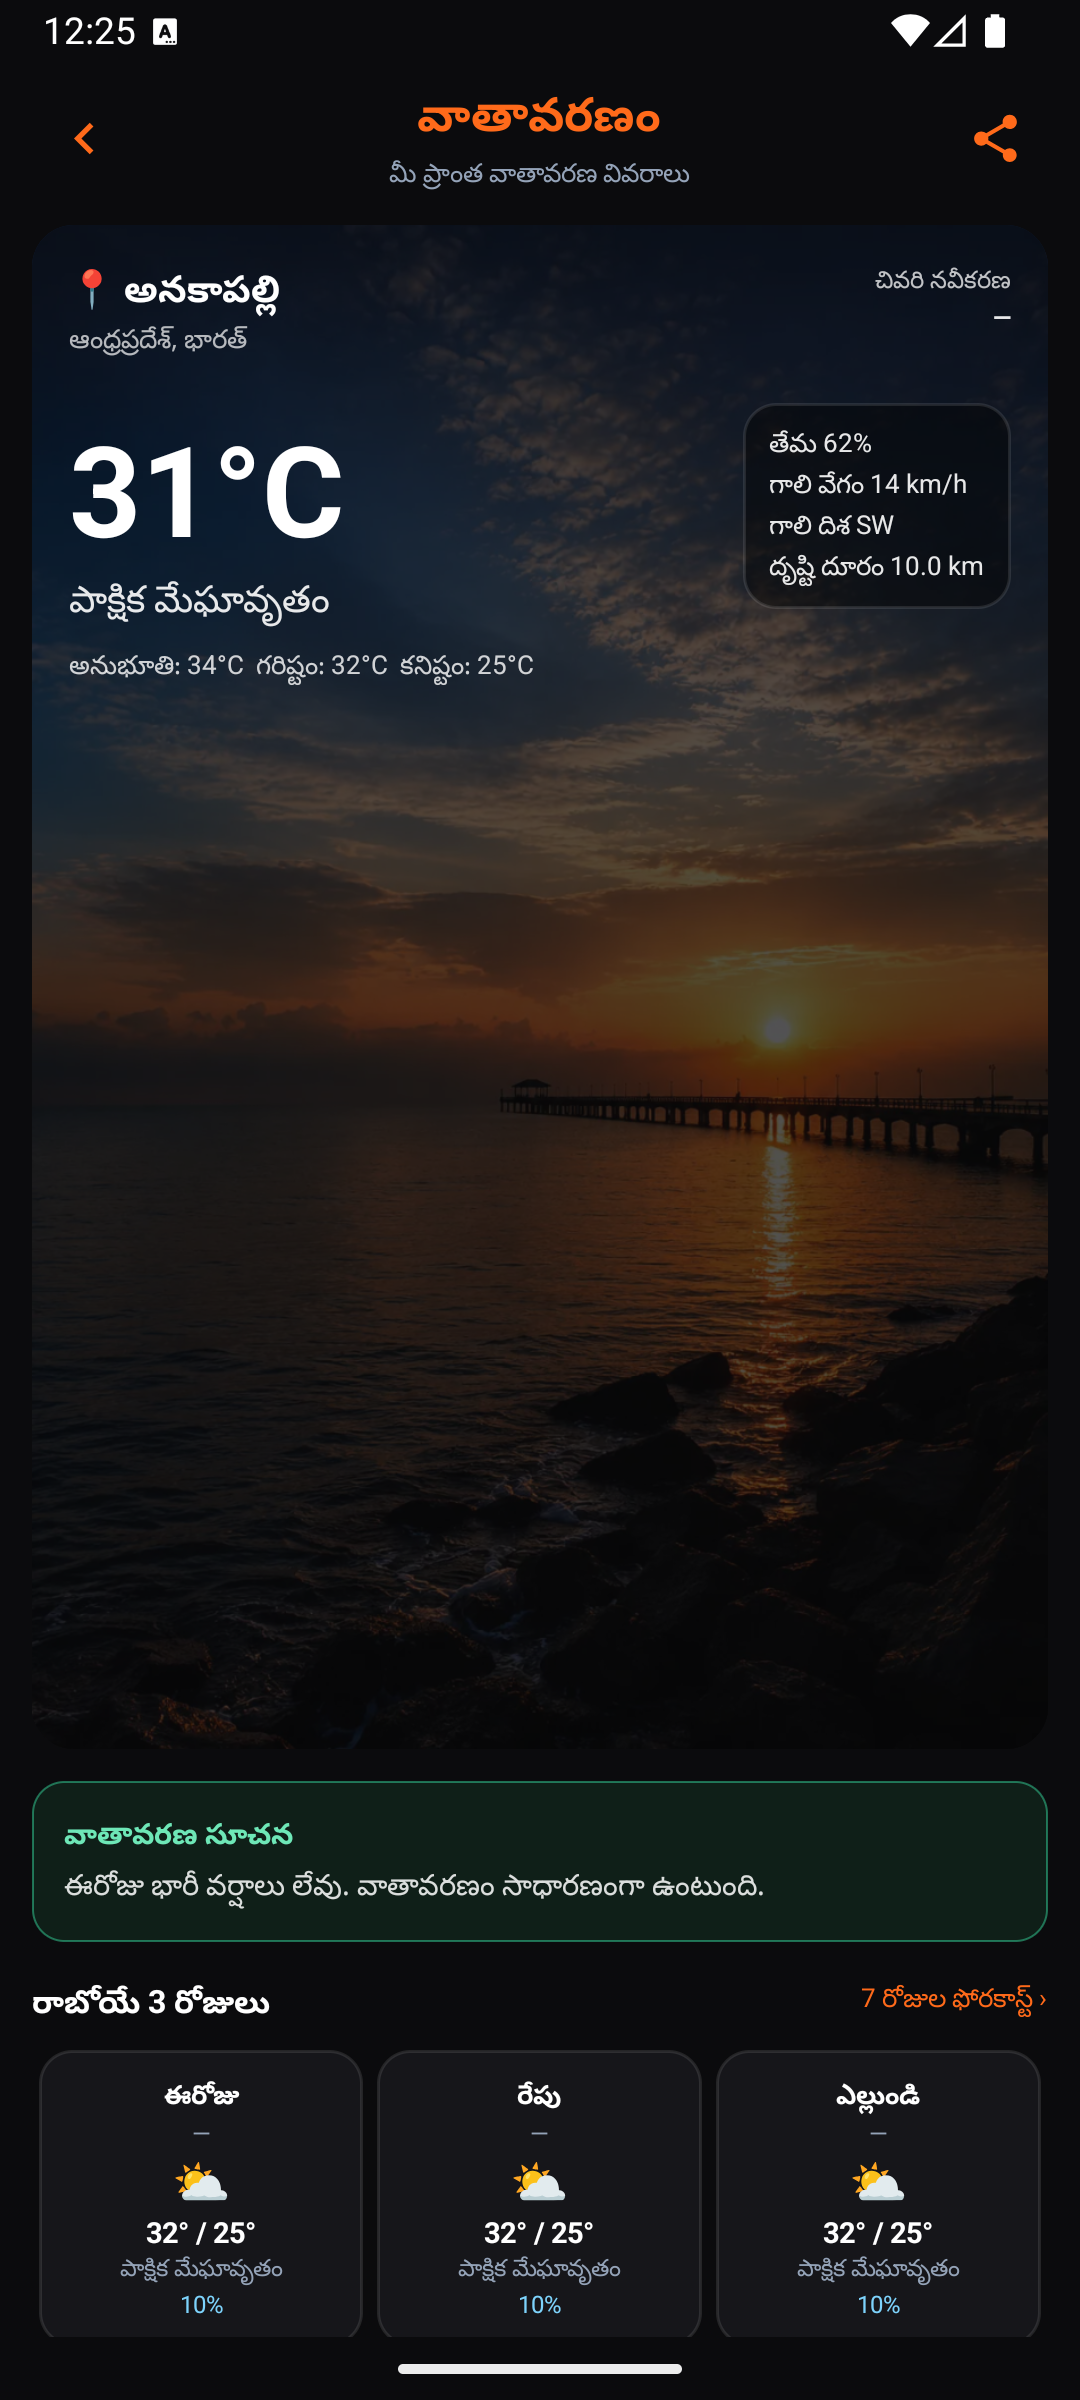 12:25
వాతావరణం
మీ ప్రాంత వాతావరణ వివరాలు
📍 అనకాపల్లి
ఆంధ్రప్రదేశ్, భారత్
చివరి నవీకరణ
—
31°C
పాక్షిక మేఘావృతం
అనుభూతి: 34°C గరిష్టం: 32°C కనిష్టం: 25°C
తేమ 62%
గాలి వేగం 14 km/h
గాలి దిశ SW
దృష్టి దూరం 10.0 km
వాతావరణ సూచన
ఈరోజు భారీ వర్షాలు లేవు. వాతావరణం సాధారణంగా ఉంటుంది.
రాబోయే 3 రోజులు
7 రోజుల ఫోరకాస్ట్ ›
ఈరోజు
—
32° / 25°
పాక్షిక మేఘావృతం
10%
రేపు
—
32° / 25°
పాక్షిక మేఘావృతం
10%
ఎల్లుండి
—
32° / 25°
పాక్షిక మేఘావృతం
10%